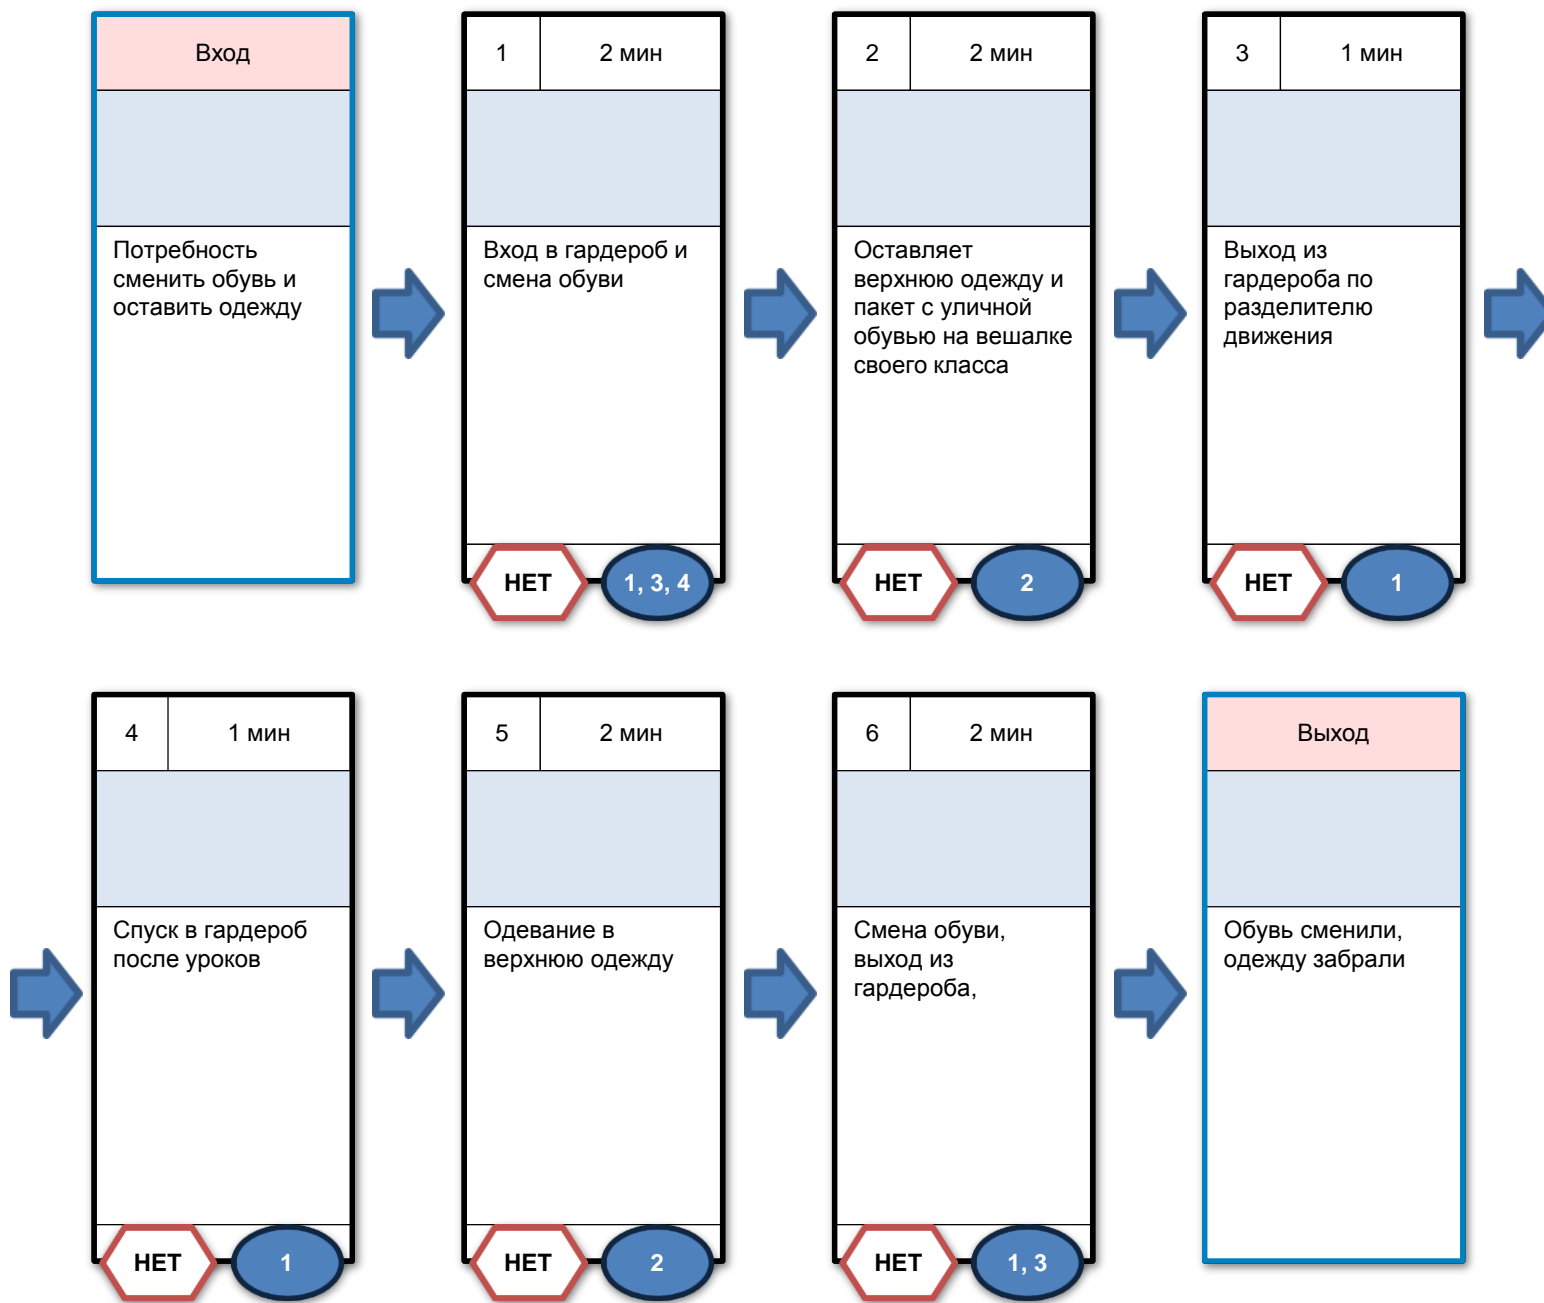 Вход
1 2 мин
2 2 мин
3 1 мин
Потребность
сменить обувь и
оставить одежду
Вход в гардероб и
смена обуви
Оставляет
верхнюю одежду и
пакет с уличной
обувью на вешалке
своего класса
Выход из
гардероба по
разделителю
движения
НЕТ 1, 3, 4
НЕТ 2
НЕТ 1
4 1 мин
5 2 мин
6 2 мин
Выход
Спуск в гардероб
после уроков
Одевание в
верхнюю одежду
Смена обуви,
выход из
гардероба,
Обувь сменили,
одежду забрали
НЕТ 1
НЕТ 2
НЕТ 1, 3